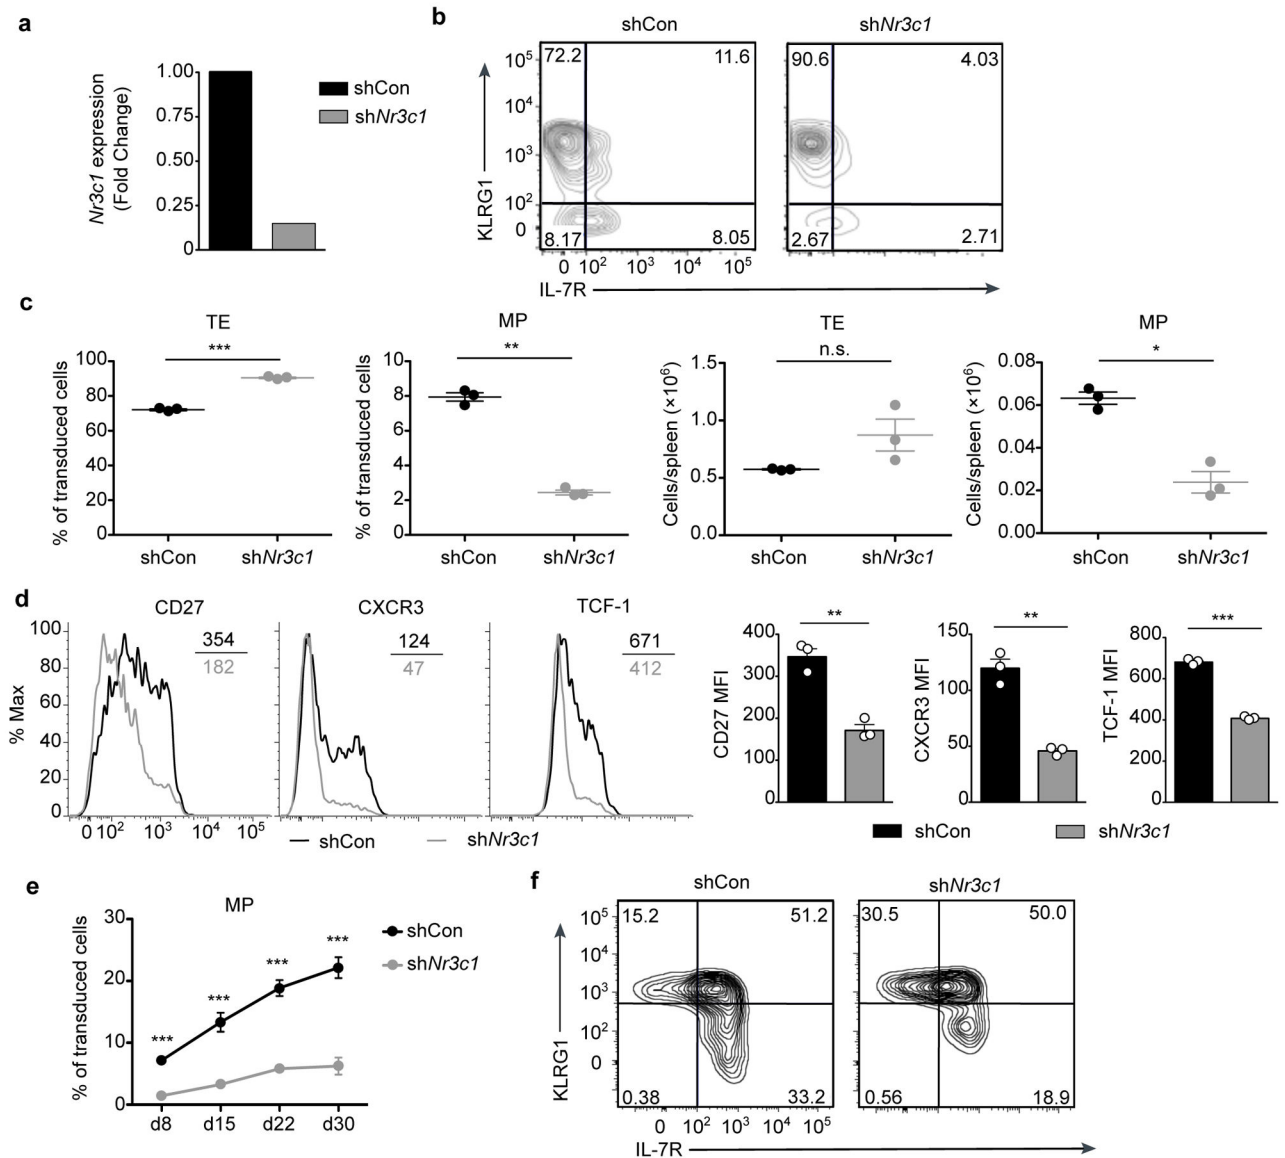 a
Nr3c1 expression
(Fold Change)
1.00
0.75
0.50
0.25
0
shCon
shNr3c1
b
shCon
shNr3c1
KLRG1
10⁵
10⁴
10³
10²
0
72.2
11.6
8.17
8.05
90.6
4.03
2.67
2.71
0 10² 10³ 10⁴ 10⁵
IL-7R
c
TE
% of transduced cells
100
80
60
40
20
0
***
shCon shNr3c1
MP
% of transduced cells
10
8
6
4
2
0
**
shCon shNr3c1
TE
Cells/spleen (×10⁶)
1.5
1.0
0.5
0.0
n.s.
shCon shNr3c1
MP
Cells/spleen (×10⁶)
0.08
0.06
0.04
0.02
0.00
*
shCon shNr3c1
d
% Max
100
80
60
40
20
0
CD27
354
182
0 10² 10³ 10⁴ 10⁵
CXCR3
124
47
TCF-1
671
412
shCon shNr3c1
CD27 MFI
400
300
200
100
0
**
CXCR3 MFI
150
100
50
0
**
TCF-1 MFI
800
600
400
200
0
***
shCon shNr3c1
e
MP
% of transduced cells
30
20
10
0
***
***
***
***
d8 d15 d22 d30
shCon
shNr3c1
f
shCon
shNr3c1
KLRG1
10⁵
10⁴
10³
10²
0
15.2
51.2
0.38
33.2
30.5
50.0
0.56
18.9
0 10² 10³ 10⁴ 10⁵
IL-7R